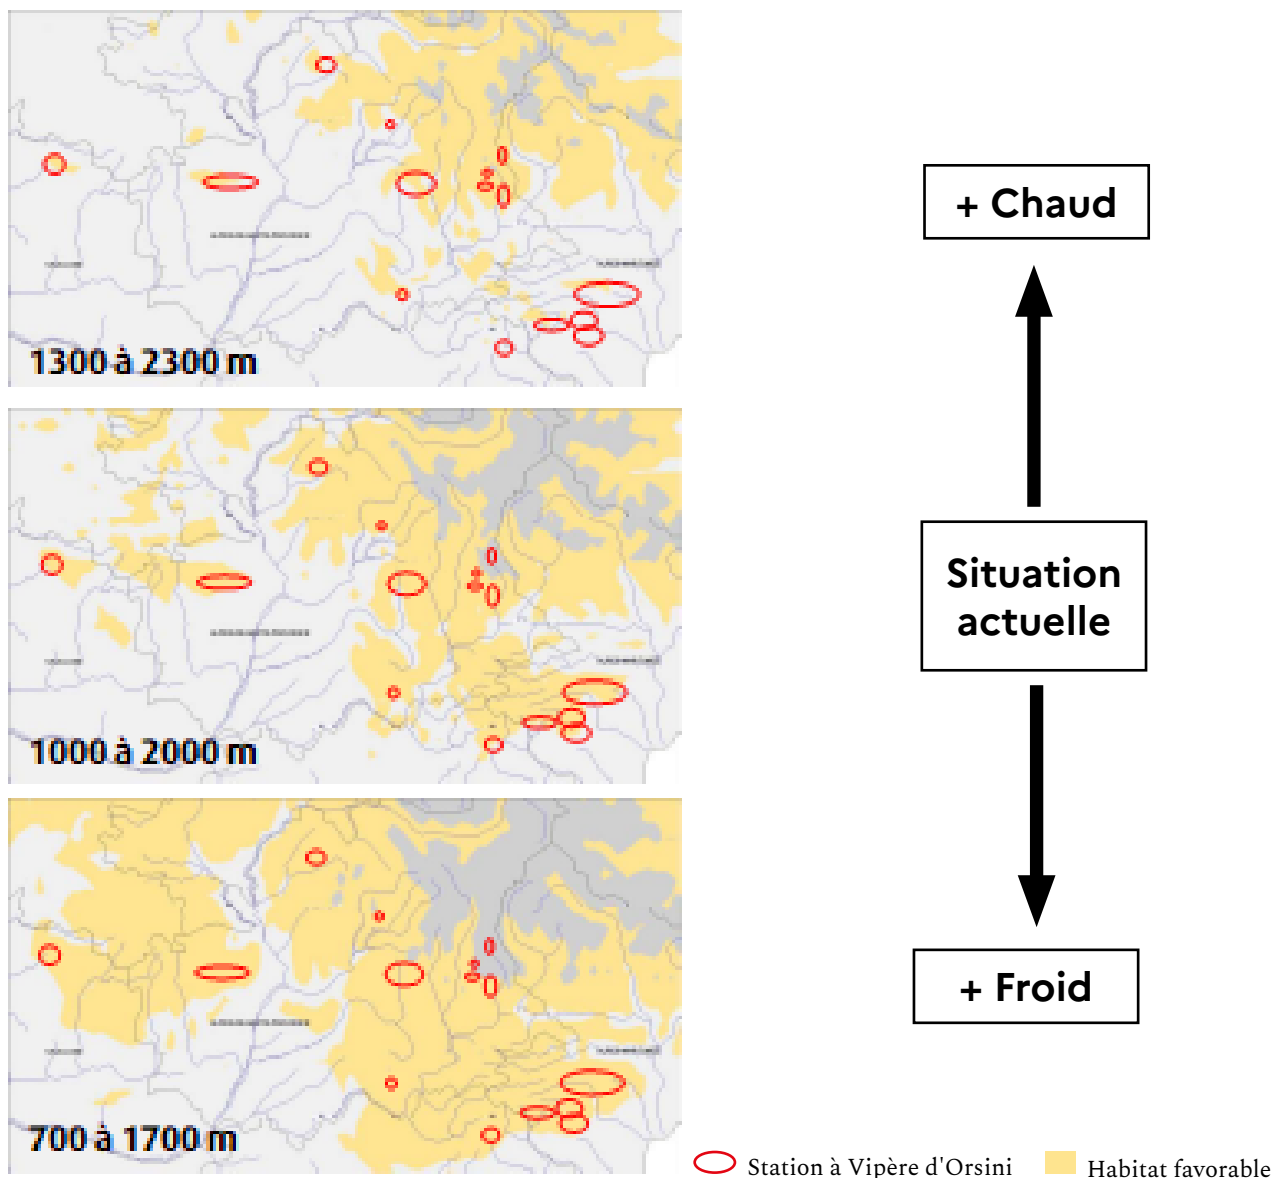 1300 à 2300 m
+ Chaud
1000 à 2000 m
Situation
actuelle
700 à 1700 m
+ Froid
Station à Vipère d'Orsini
Habitat favorable